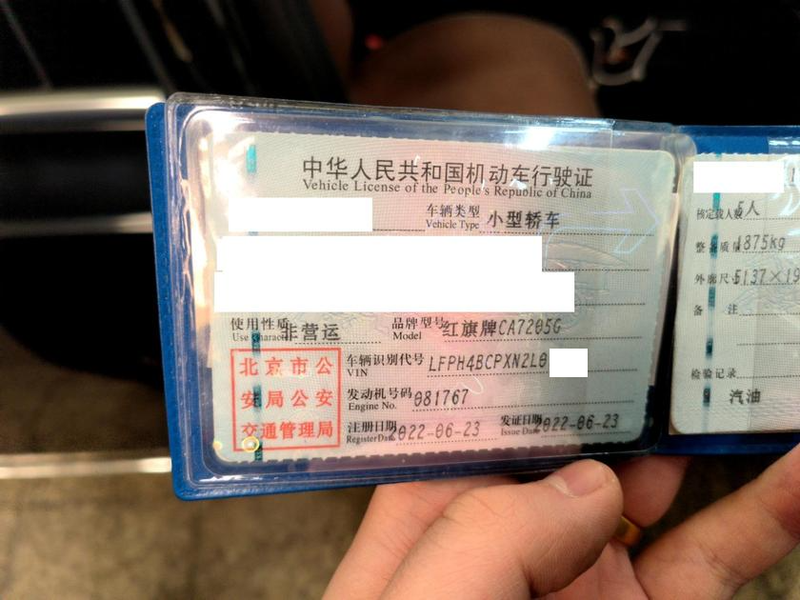 中华人民共和国机动车行驶证
Vehicle License of the People's Republic of China
车辆类型 小型轿车
Vehicle Type
使用性质 非营运 品牌型号 红旗牌CA7205G
Use Character Model
北京市公
安局公安
交通管理局
车辆识别代号 LFPH4BCPXN2L0
VIN
发动机号码 081767
Engine No.
注册日期 2022-06-23 发证日期 2022-06-23
Register Date Issue Date
核定载人数 5人
整备质量 1875kg
外廓尺寸 5137×19
备 注
检验记录
汽油